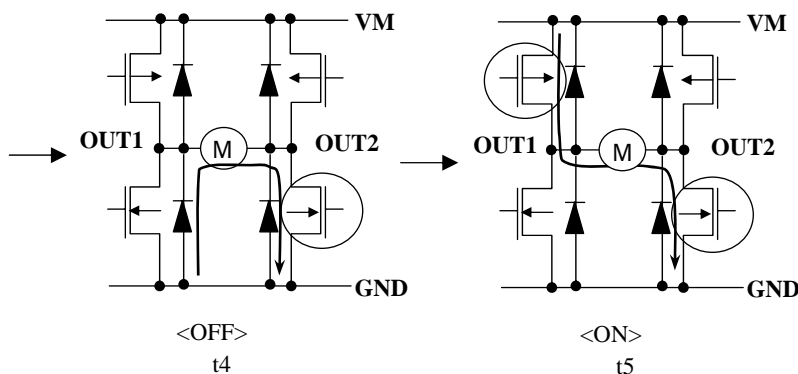 VM VM
OUT1 M OUT2 OUT1 M OUT2
GND GND
<OFF> <ON>
t4 t5